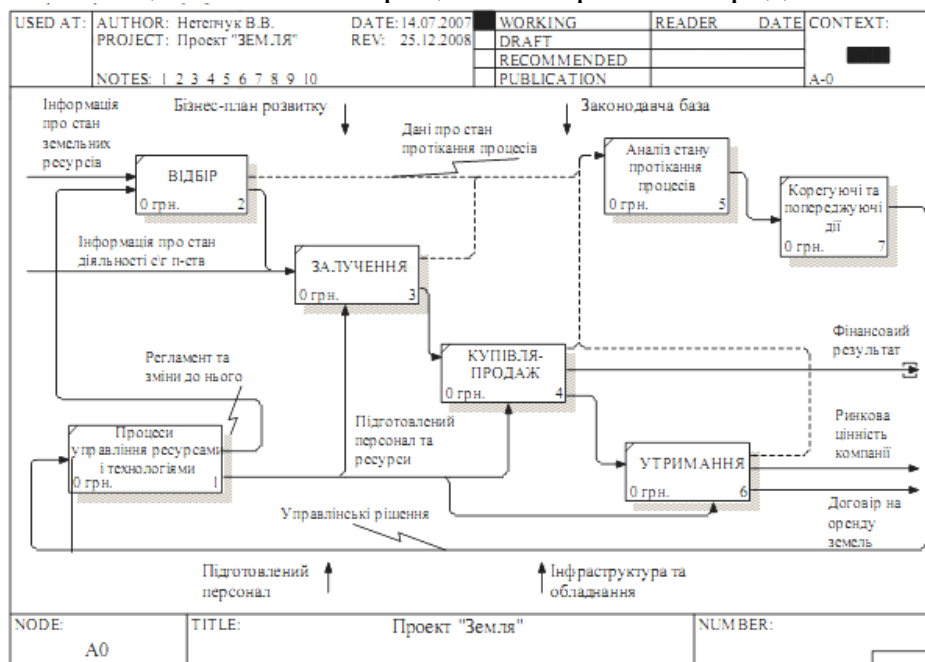 USED AT:
AUTHOR: Нетепчук В.В.
DATE: 14.07.2007
PROJECT: Проект "ЗЕМЛЯ"
REV: 25.12.2008
NOTES: 1 2 3 4 5 6 7 8 9 10
WORKING
DRAFT
RECOMMENDED
PUBLICATION
READER DATE
CONTEXT:
A-0
Інформація
про стан
земельних
ресурсів
Бізнес-план розвитку
Законодавча база
Дані про стан
протікання процесів
ВІДБІР
0 грн. 2
Аналіз стану
протікання
процесів
0 грн. 5
Корегуючі та
попереджуючі
дії
0 грн. 7
Інформація про стан
діяльності с/г п-ств
ЗАЛУЧЕННЯ
0 грн. 3
Фінансовий
результат
КУПІВЛЯ-
ПРОДАЖ
0 грн. 4
Регламент та
зміни до нього
Підготовлений
персонал та
ресурси
Ринкова
цінність
компанії
Процеси
управління ресурсами
і технологіями
0 грн. 1
УТРИМАННЯ
0 грн. 6
Управлінські рішення
Договір на
оренду
земель
Підготовлений
персонал
Інфраструктура та
обладнання
NODE:
A0
TITLE:
Проект "Земля"
NUMBER: